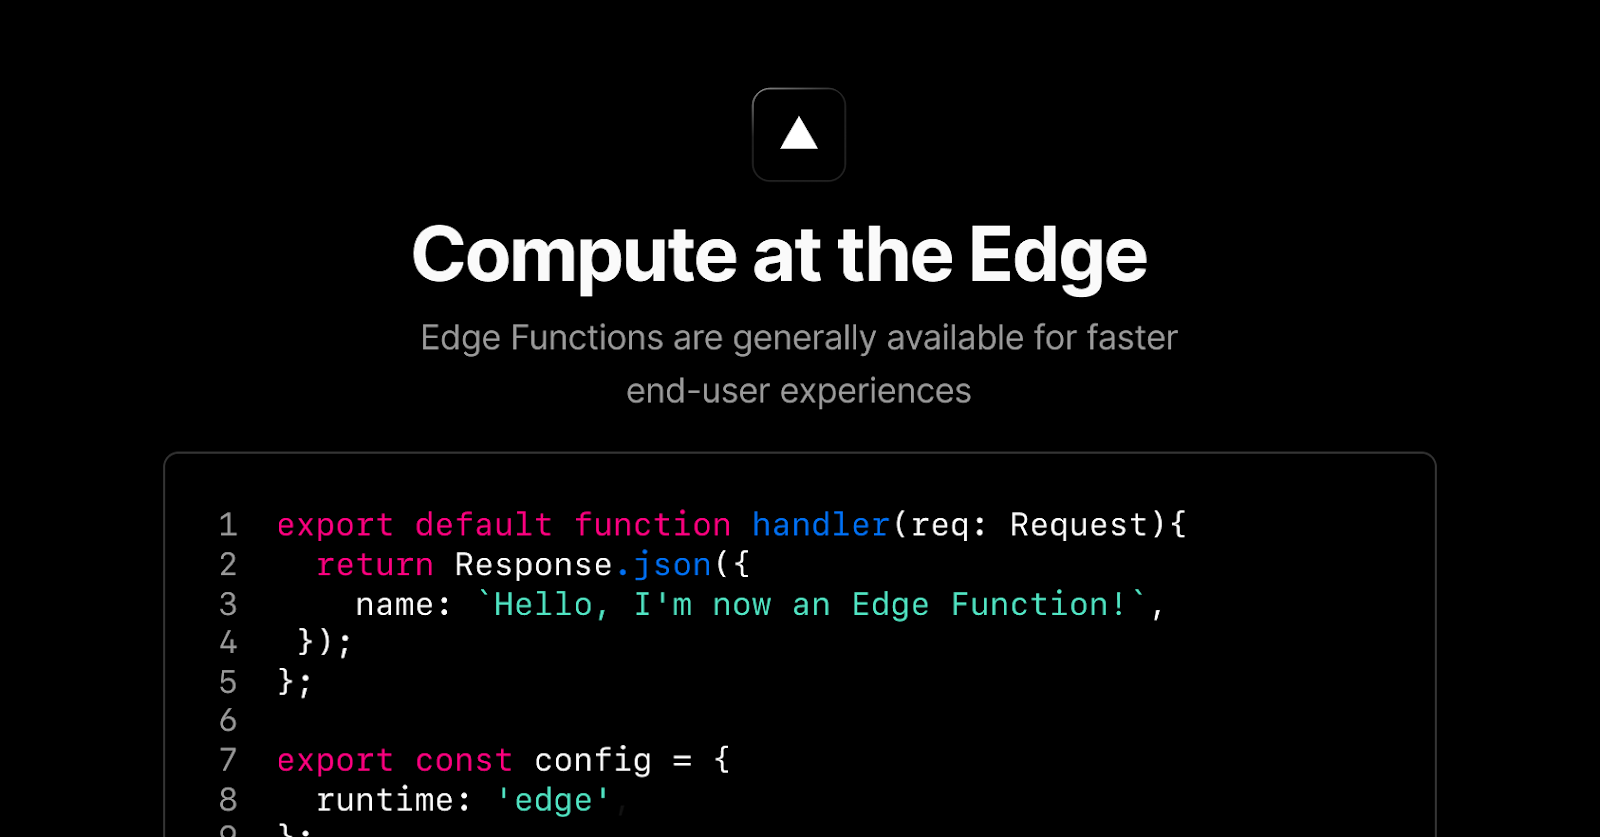 Compute at the Edge
Edge Functions are generally available for faster
end-user experiences
1 export default function handler(req: Request){
2   return Response.json({
3     name: `Hello, I'm now an Edge Function!`,
4  });
5 };
6
7 export const config = {
8   runtime: 'edge',
9 };